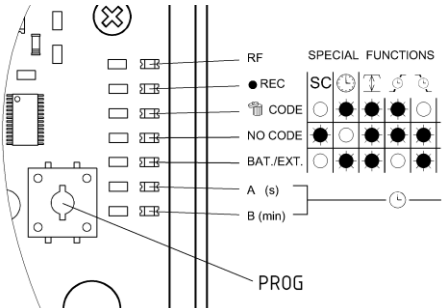 RF
SPECIAL FUNCTIONS
REC
SC
CODE
NO CODE
BAT./EXT.
A (s)
B (min)
PROG